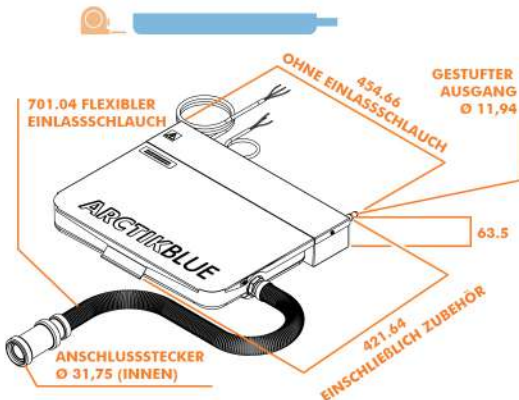 454.66
OHNE EINLASSSCHLAUCH
GESTUFTER
AUSGANG
Ø 11,94
701.04 FLEXIBLER
EINLASSSCHLAUCH
ARCTIKBLUE
63.5
421.64
EINSCHLIEßLICH ZUBEHÖR
ANSCHLUSSSTECKER
Ø 31,75 (INNEN)